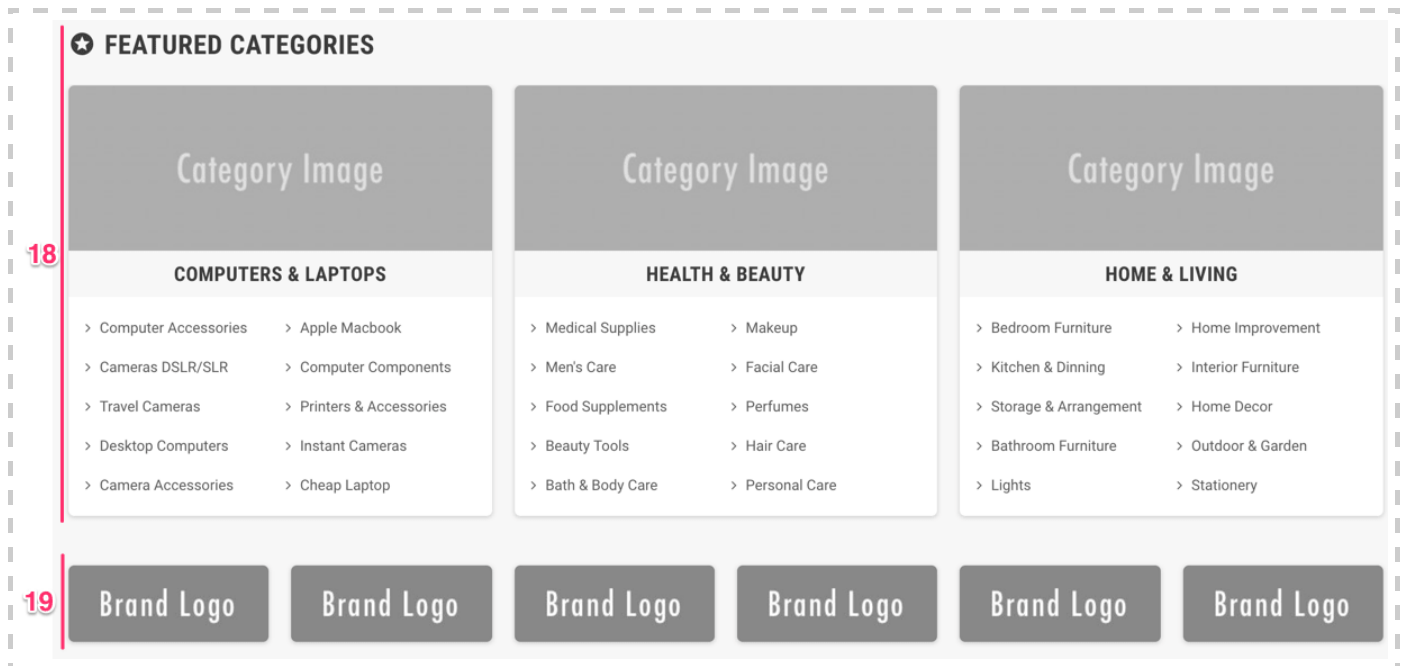 FEATURED CATEGORIES
18
Category Image
COMPUTERS & LAPTOPS
Computer Accessories
Cameras DSLR/SLR
Travel Cameras
Desktop Computers
Camera Accessories
Apple Macbook
Computer Components
Printers & Accessories
Instant Cameras
Cheap Laptop
Category Image
HEALTH & BEAUTY
Medical Supplies
Men's Care
Food Supplements
Beauty Tools
Bath & Body Care
Makeup
Facial Care
Perfumes
Hair Care
Personal Care
Category Image
HOME & LIVING
Bedroom Furniture
Kitchen & Dinning
Storage & Arrangement
Bathroom Furniture
Lights
Home Improvement
Interior Furniture
Home Decor
Outdoor & Garden
Stationery
19
Brand Logo
Brand Logo
Brand Logo
Brand Logo
Brand Logo
Brand Logo